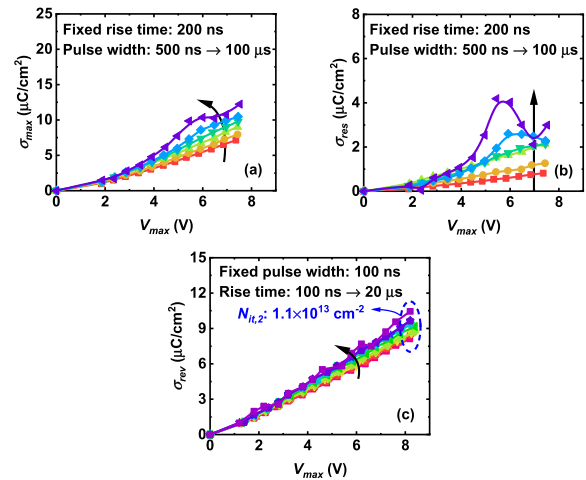 Fixed rise time: 200 ns
Pulse width: 500 ns → 100 μs
σmax (μC/cm²)
25
20
15
10
5
0
(a)
0 2 4 6 8
Vmax (V)
Fixed rise time: 200 ns
Pulse width: 500 ns → 100 μs
σres (μC/cm²)
8
6
4
2
0
(b)
0 2 4 6 8
Vmax (V)
Fixed pulse width: 100 ns
Rise time: 100 ns → 20 μs
Nit,2: 1.1×10¹³ cm⁻²
σrev (μC/cm²)
15
12
9
6
3
0
(c)
0 2 4 6 8
Vmax (V)